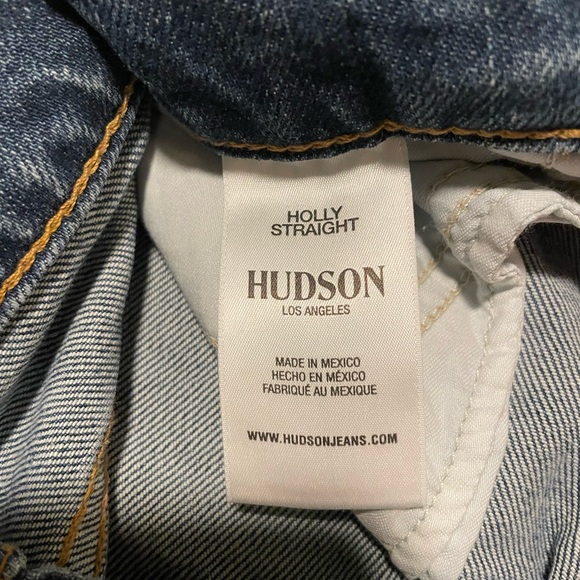 HOLLY
STRAIGHT
HUDSON
LOS ANGELES
MADE IN MEXICO
HECHO EN MÉXICO
FABRIQUÉ AU MEXIQUE
WWW.HUDSONJEANS.COM